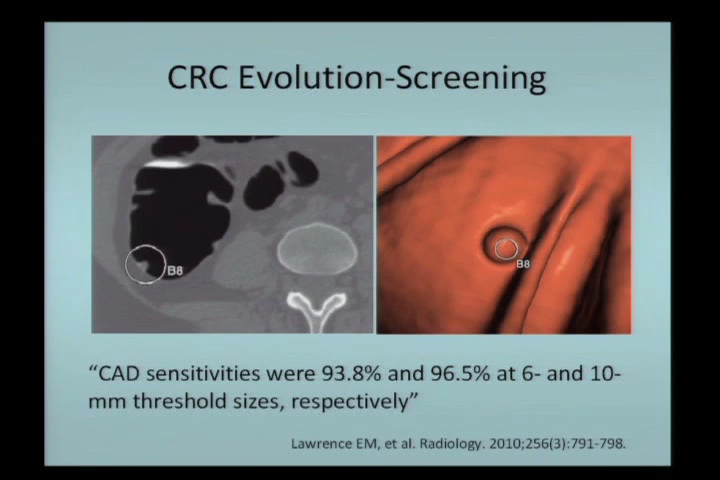 CRC Evolution-Screening
B8
B8
“CAD sensitivities were 93.8% and 96.5% at 6- and 10-
mm threshold sizes, respectively”
Lawrence EM, et al. Radiology. 2010;256(3):791-798.